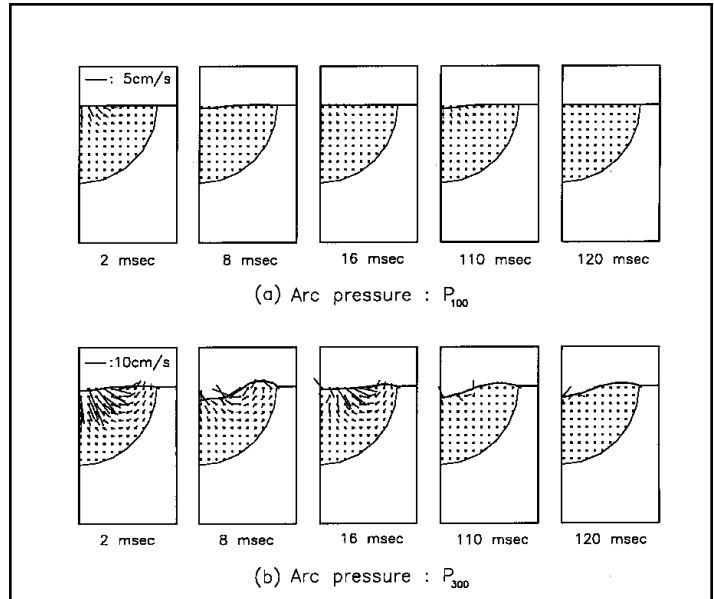 — : 5cm/s
2 msec 8 msec 16 msec 110 msec 120 msec
(a) Arc pressure : P₁₀₀
— :10cm/s
2 msec 8 msec 16 msec 110 msec 120 msec
(b) Arc pressure : P₃₀₀